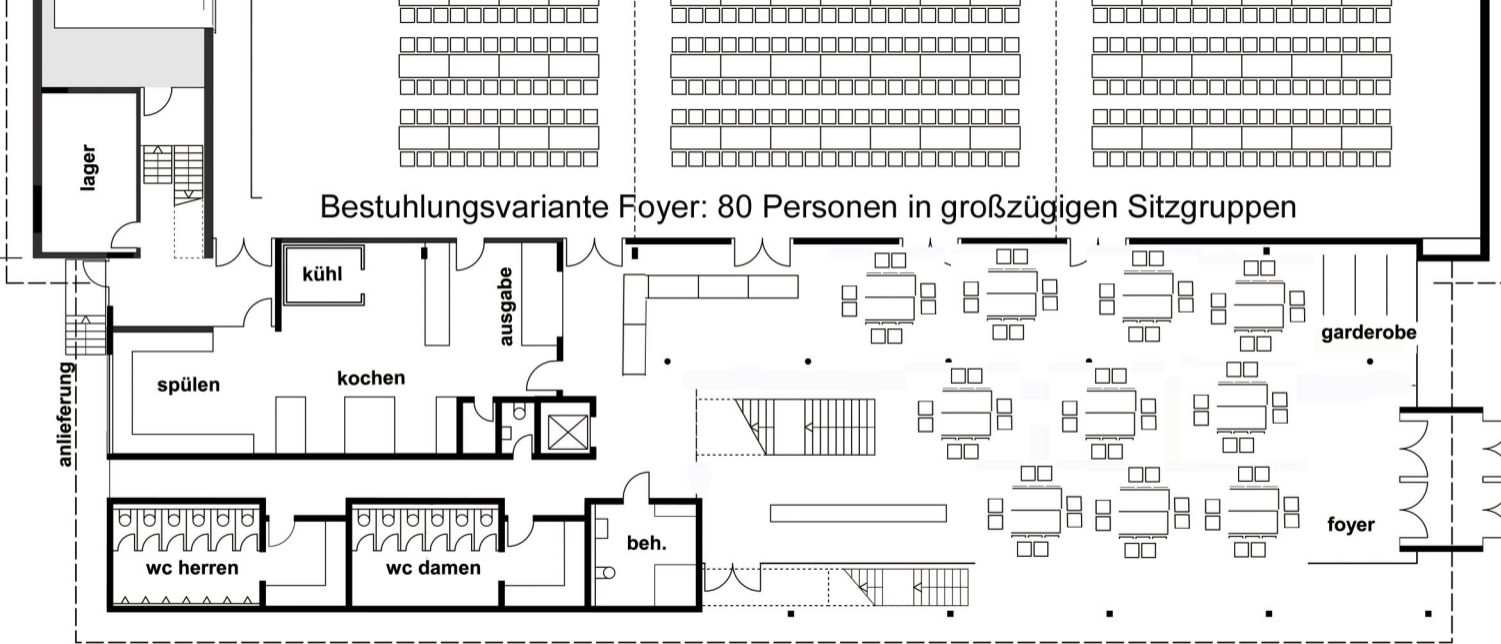 lager
Bestuhlungsvariante Foyer: 80 Personen in großzügigen Sitzgruppen
kühl
ausgabe
garderobe
spülen
kochen
anlieferung
foyer
beh.
wc herren
wc damen